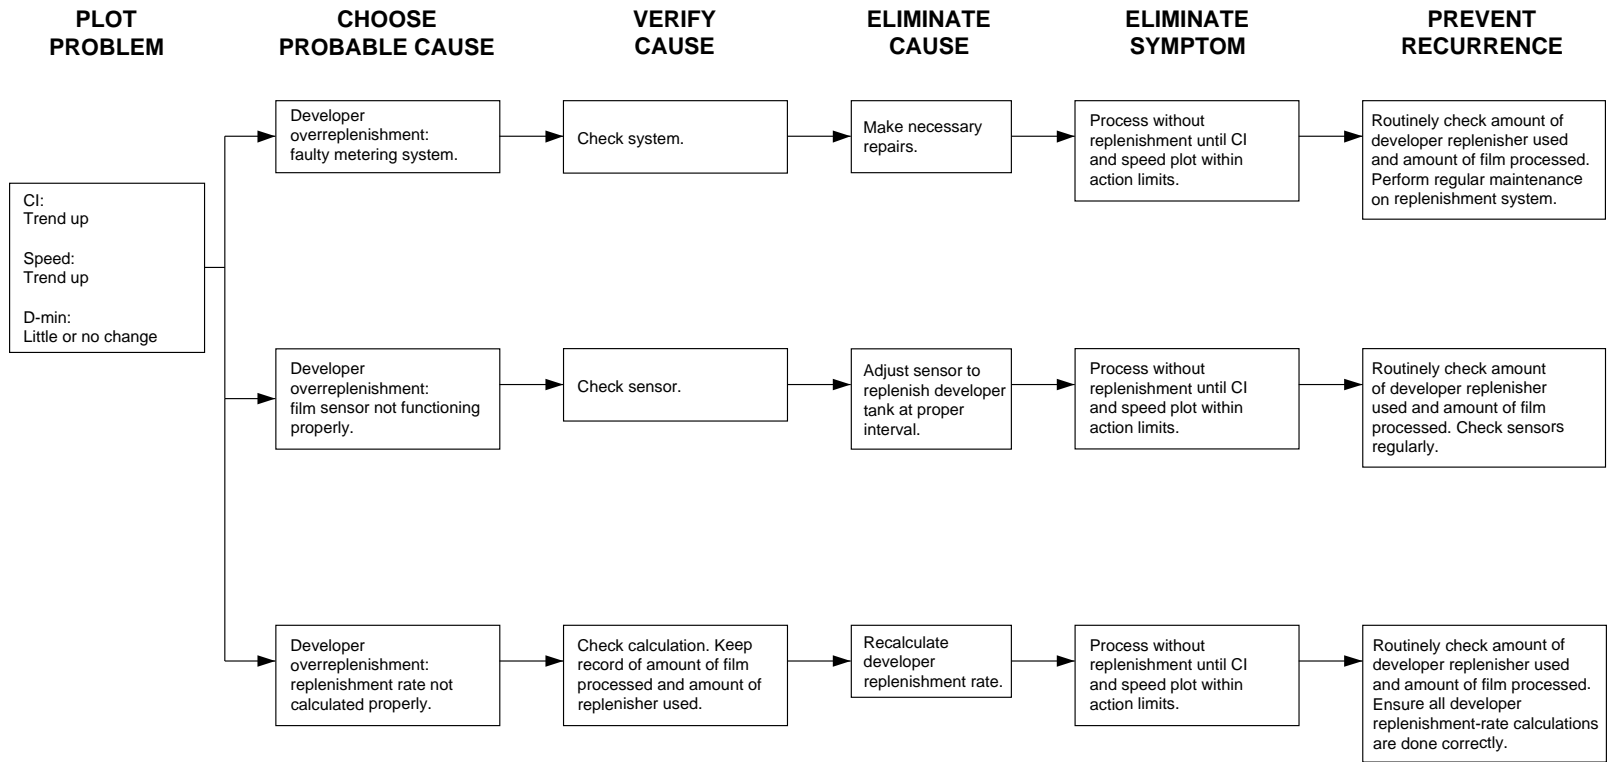 PLOT
PROBLEM
CHOOSE
PROBABLE CAUSE
VERIFY
CAUSE
ELIMINATE
CAUSE
ELIMINATE
SYMPTOM
PREVENT
RECURRENCE
CI:
Trend up
Speed:
Trend up
D-min:
Little or no change
Developer
overreplenishment:
faulty metering system.
Check system.
Make necessary
repairs.
Process without
replenishment until CI
and speed plot within
action limits.
Routinely check amount of
developer replenisher used
and amount of film processed.
Perform regular maintenance
on replenishment system.
Developer
overreplenishment:
film sensor not functioning
properly.
Check sensor.
Adjust sensor to
replenish developer
tank at proper
interval.
Process without
replenishment until CI
and speed plot within
action limits.
Routinely check amount
of developer replenisher
used and amount of film
processed. Check sensors
regularly.
Developer
overreplenishment:
replenishment rate not
calculated properly.
Check calculation. Keep
record of amount of film
processed and amount of
replenisher used.
Recalculate
developer
replenishment rate.
Process without
replenishment until CI
and speed plot within
action limits.
Routinely check amount of
developer replenisher used
and amount of film processed.
Ensure all developer
replenishment-rate calculations
are done correctly.